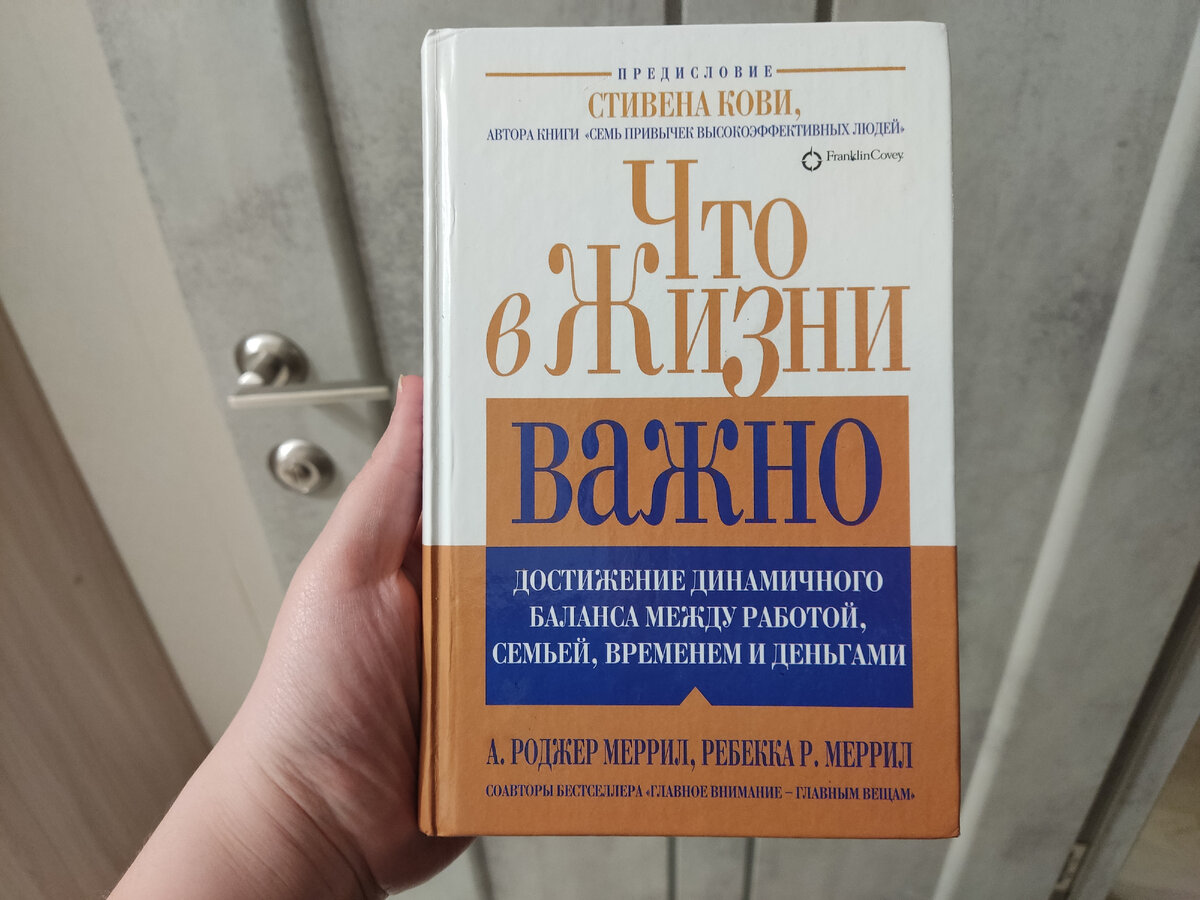 ПРЕДИСЛОВИЕ
СТИВЕНА КОВИ,
АВТОРА КНИГИ «СЕМЬ ПРИВЫЧЕК ВЫСОКОЭФФЕКТИВНЫХ ЛЮДЕЙ»
FranklinCovey
Что
в Жизни
важно
ДОСТИЖЕНИЕ ДИНАМИЧНОГО
БАЛАНСА МЕЖДУ РАБОТОЙ,
СЕМЬЕЙ, ВРЕМЕНЕМ И ДЕНЬГАМИ
А. РОДЖЕР МЕРРИЛ, РЕБЕККА Р. МЕРРИЛ
СОАВТОРЫ БЕСТСЕЛЛЕРА «ГЛАВНОЕ ВНИМАНИЕ – ГЛАВНЫМ ВЕЩАМ»